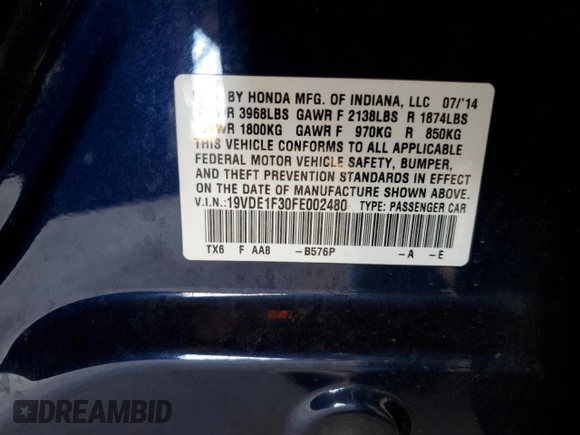 BY HONDA MFG. OF INDIANA, LLC 07/'14
R 3968LBS GAWR F 2138LBS R 1874LBS
WR 1800KG GAWR F 970KG R 850KG
THIS VEHICLE CONFORMS TO ALL APPLICABLE
FEDERAL MOTOR VEHICLE SAFETY, BUMPER,
AND THEFT PREVENTION STANDARDS IN EFFECT
ON THE DATE OF MANUFACTURE SHOWN ABOVE.
V.I.N.:19VDE1F30FE002480 TYPE: PASSENGER CAR
TX6 F AA8 -B576P -A -E
DREAMBID